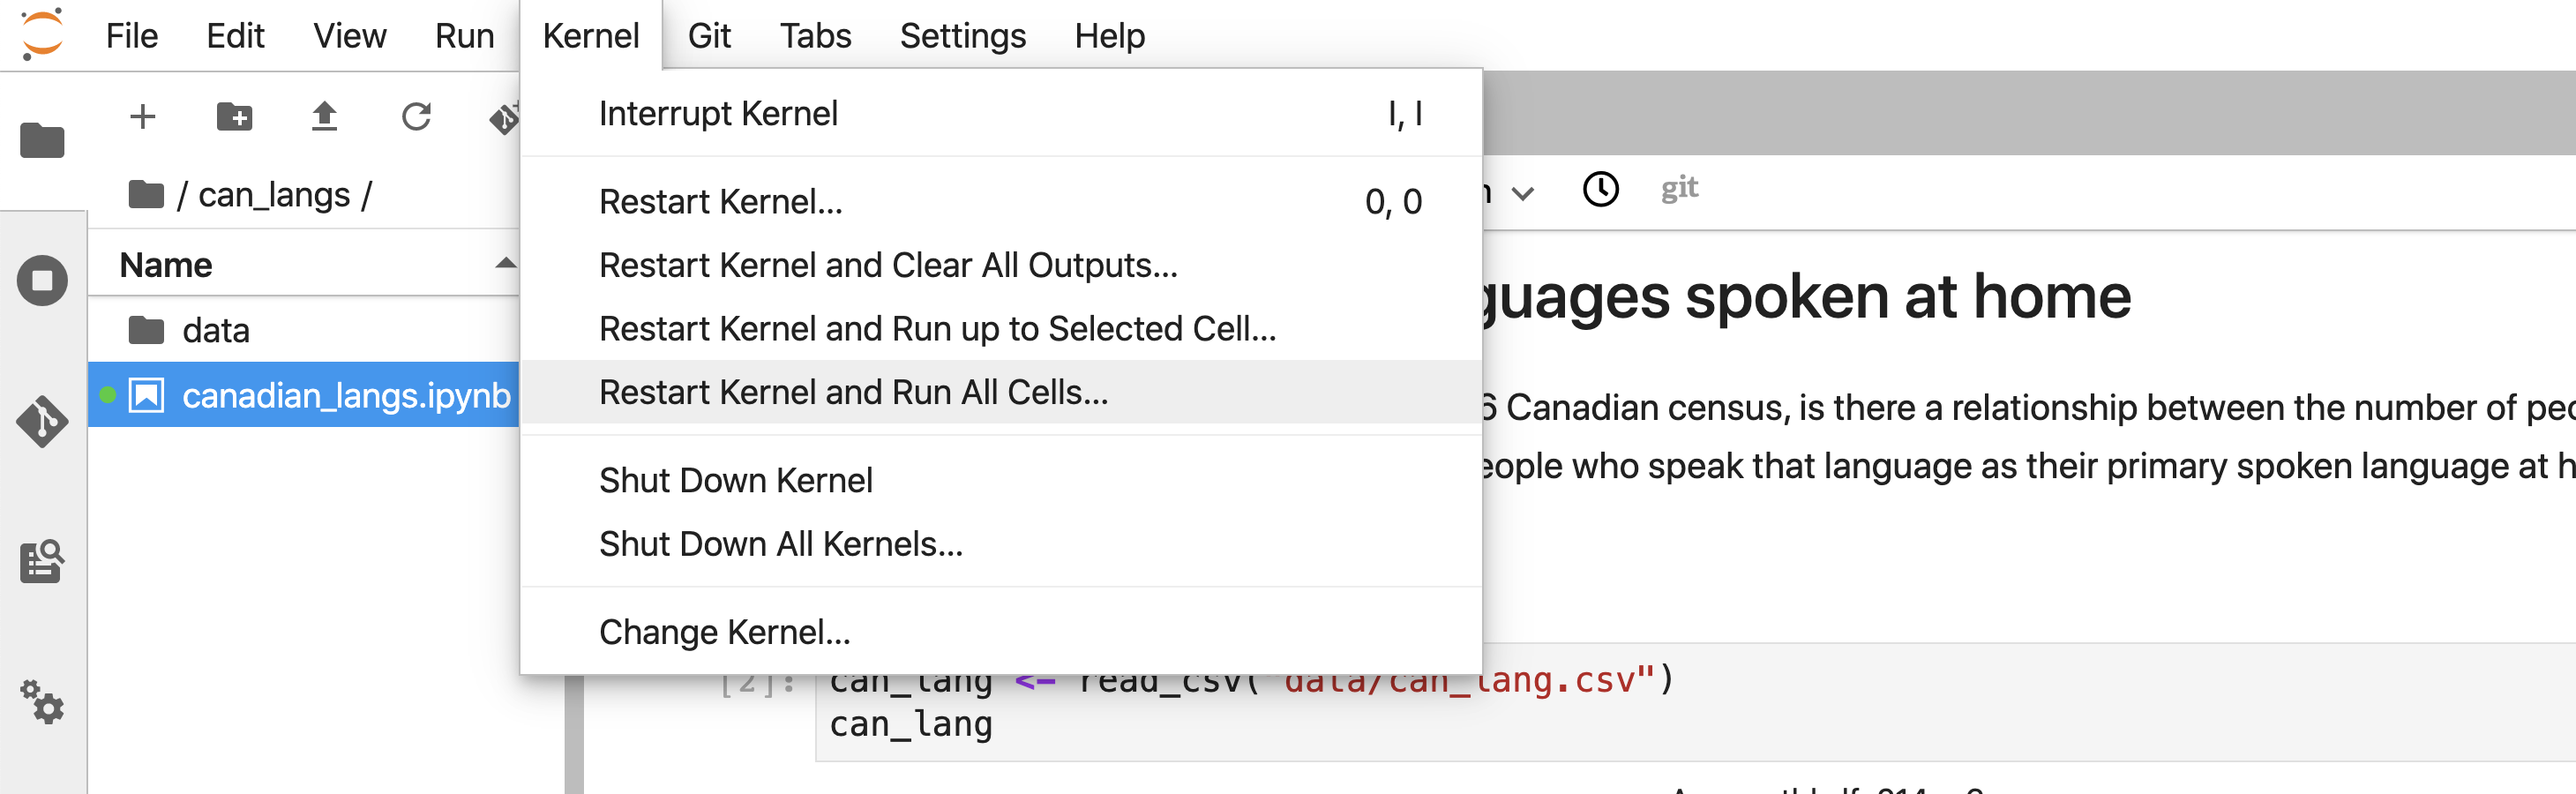 File Edit View Run Kernel Git Tabs Settings Help
Interrupt Kernel I, I
/ can_langs /
Restart Kernel... 0, 0
git
Name
Restart Kernel and Clear All Outputs...
spoken at home
data
Restart Kernel and Run up to Selected Cell...
canadian_langs.ipynb
Restart Kernel and Run All Cells...
Canadian census, is there a relationship between the number of
who speak that language as their primary spoken language at
Shut Down Kernel
Shut Down All Kernels...
Change Kernel...
[2]: can_lang <- read_csv("data/can_lang.csv")
can_lang